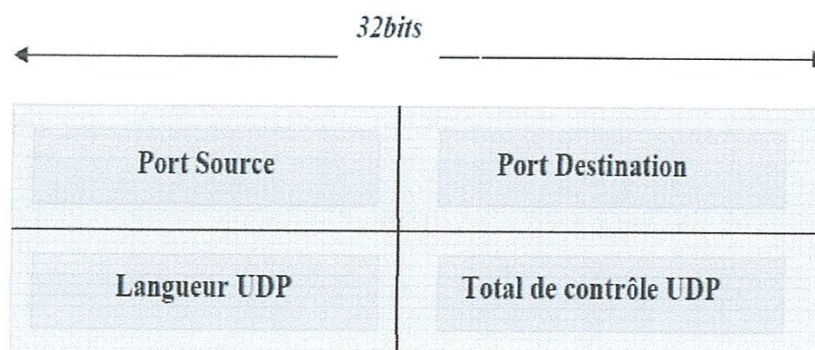 32bits
Port Source
Port Destination
Langueur UDP
Total de contrôle UDP